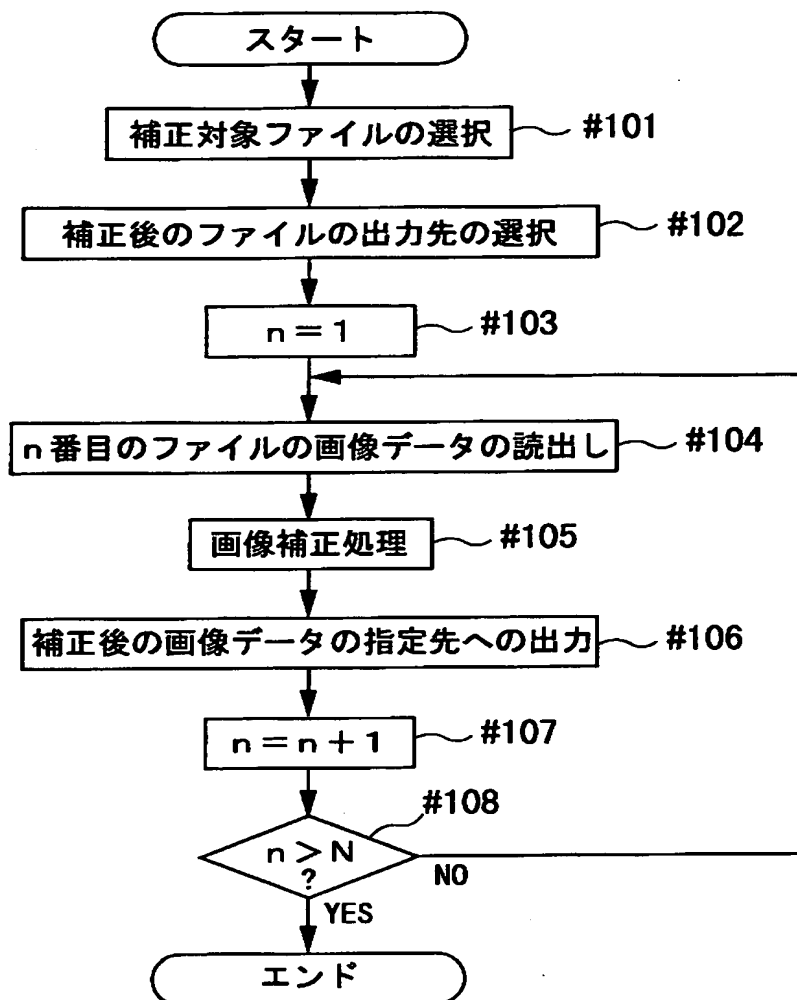 スタート
補正対象ファイルの選択
#101
補正後のファイルの出力先の選択
#102
n=1
#103
n番目のファイルの画像データの読出し
#104
画像補正処理
#105
補正後の画像データの指定先への出力
#106
n=n+1
#107
#108
n>N
?
NO
YES
エンド